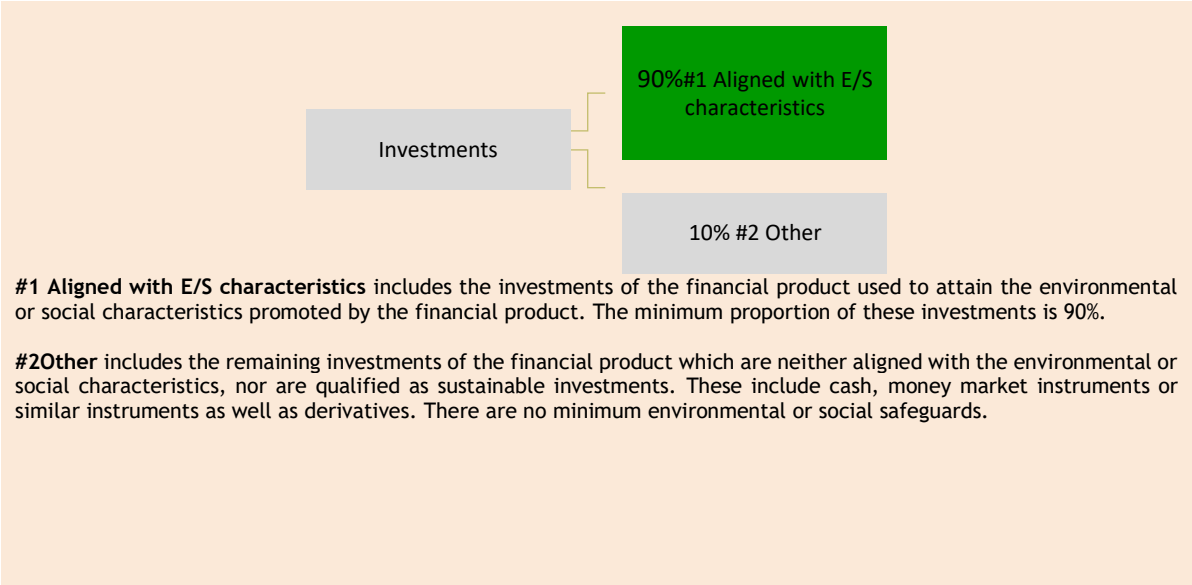 90%#1 Aligned with E/S
characteristics
Investments
10% #2 Other
#1 Aligned with E/S characteristics includes the investments of the financial product used to attain the environmental
or social characteristics promoted by the financial product. The minimum proportion of these investments is 90%.
#2Other includes the remaining investments of the financial product which are neither aligned with the environmental or
social characteristics, nor are qualified as sustainable investments. These include cash, money market instruments or
similar instruments as well as derivatives. There are no minimum environmental or social safeguards.